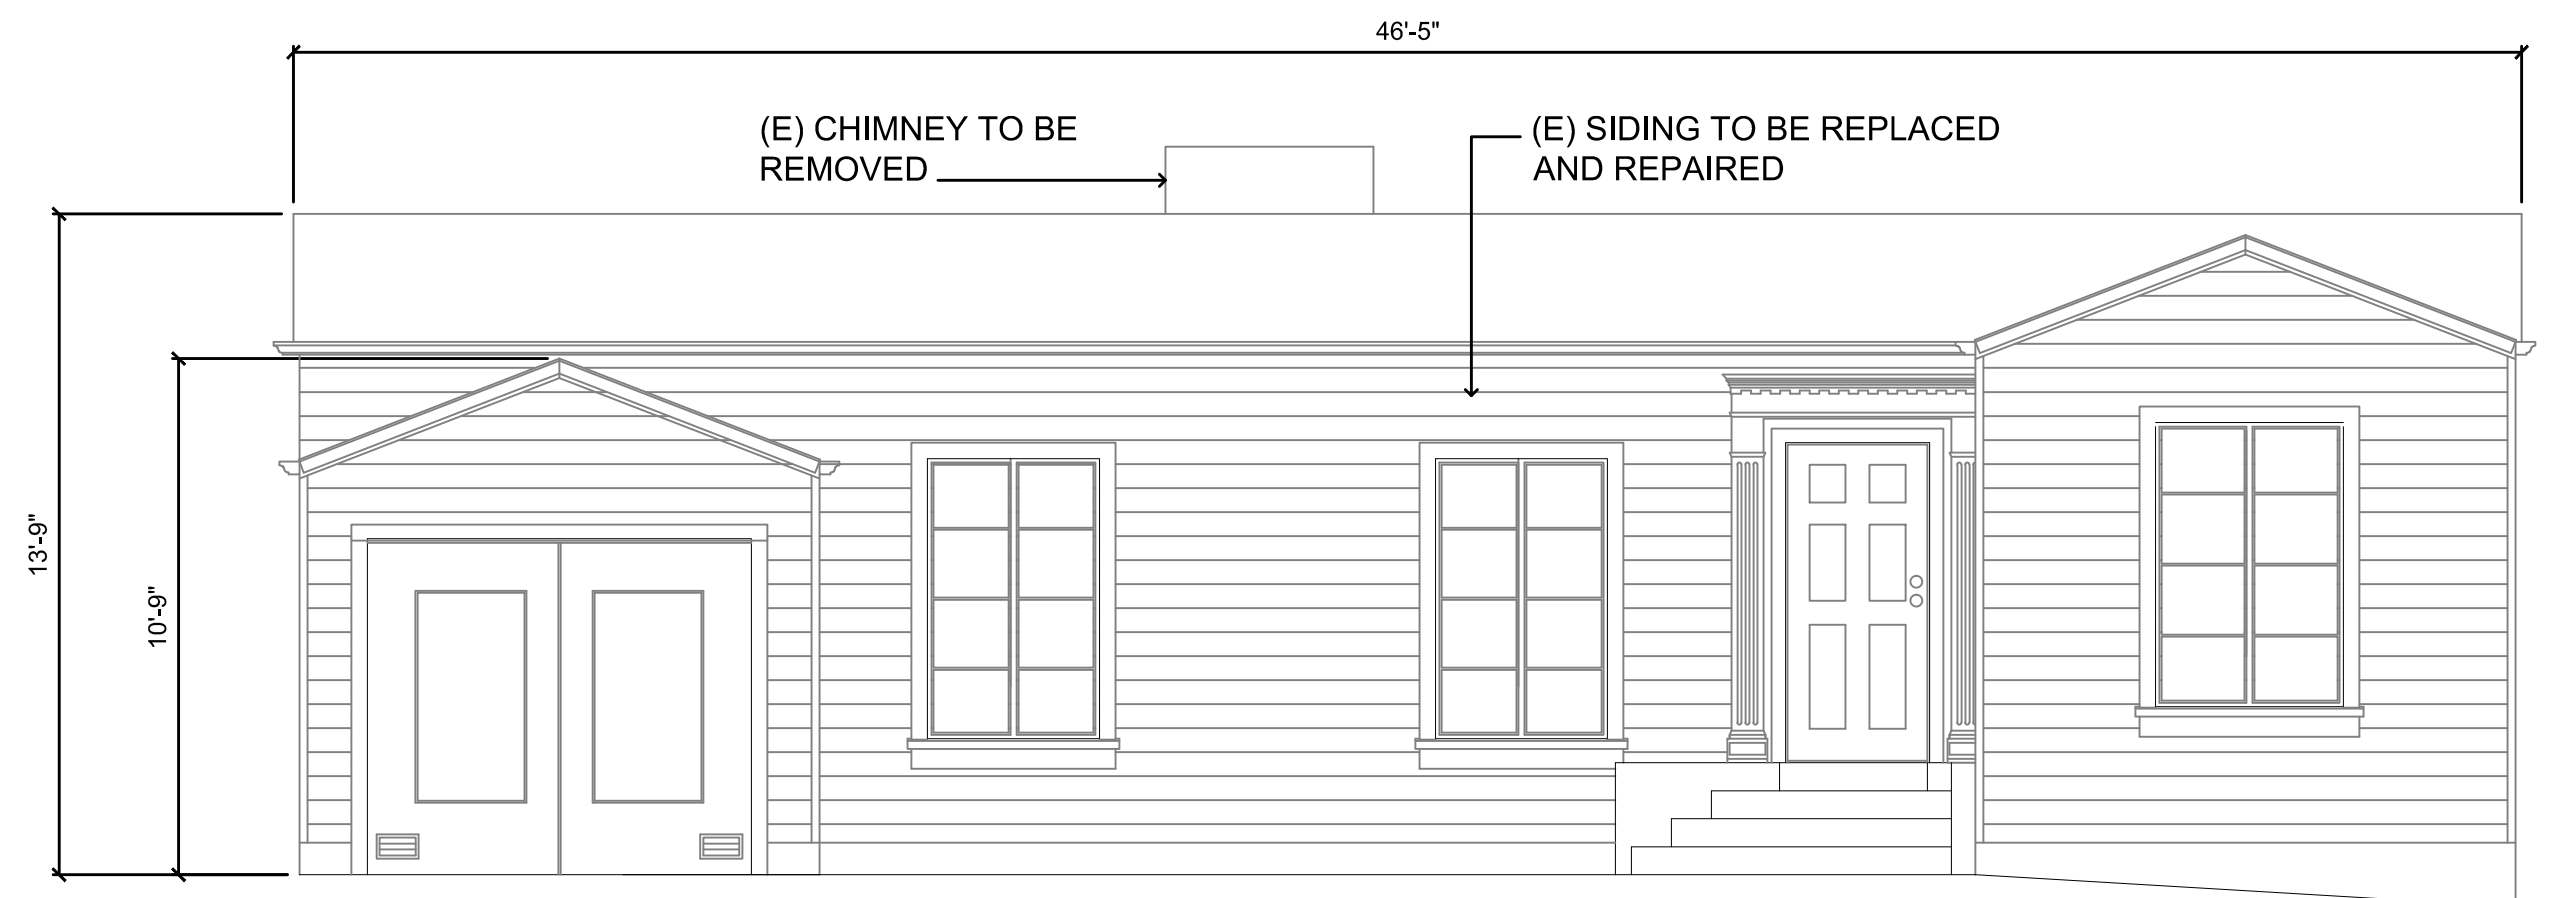 46'-5"
(E) CHIMNEY TO BE
REMOVED
(E) SIDING TO BE REPLACED
AND REPAIRED
13'-9"
10'-9"